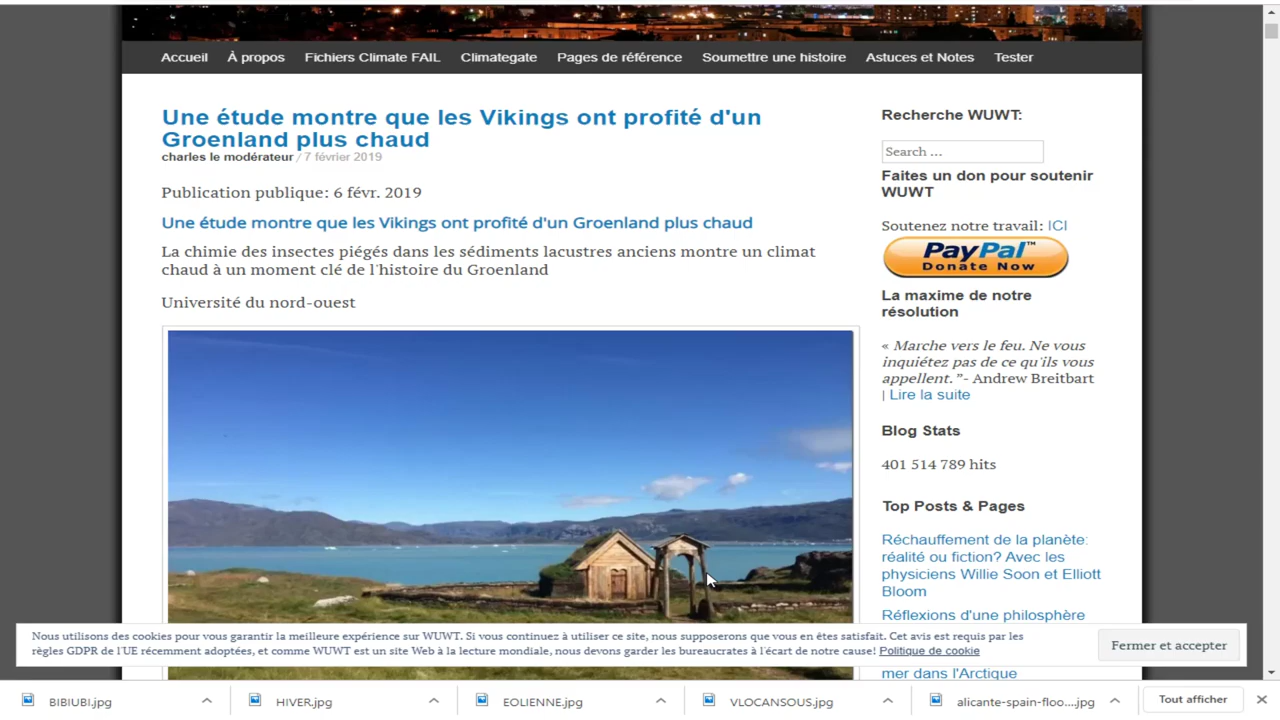 Accueil À propos Fichiers Climate FAIL Climategate Pages de référence Soumettre une histoire Astuces et Notes Tester
Une étude montre que les Vikings ont profité d'un
Groenland plus chaud
charles le modérateur / 7 février 2019
Publication publique: 6 févr. 2019
Une étude montre que les Vikings ont profité d'un Groenland plus chaud
La chimie des insectes piégés dans les sédiments lacustres anciens montre un climat
chaud à un moment clé de l'histoire du Groenland
Université du nord-ouest
Recherche WUWT:
Search ...
Faites un don pour soutenir
WUWT
Soutenez notre travail: ICI
PayPal™
Donate Now
La maxime de notre
résolution
« Marche vers le feu. Ne vous
inquiétez pas de ce qu'ils vous
appellent. ”- Andrew Breitbart
| Lire la suite
Blog Stats
401 514 789 hits
Top Posts & Pages
Réchauffement de la planète:
réalité ou fiction? Avec les
physiciens Willie Soon et Elliott
Bloom
Réflexions d'une philosphère
mer dans l'Arctique
Nous utilisons des cookies pour vous garantir la meilleure expérience sur WUWT. Si vous continuez à utiliser ce site, nous supposerons que vous en êtes satisfait. Cet avis est requis par les
règles GDPR de l'UE récemment adoptées, et comme WUWT est un site Web à la lecture mondiale, nous devons garder les bureaucrates à l'écart de notre cause! Politique de cookie
Fermer et accepter
BIBIUBI.jpg
HIVER.jpg
EOLIENNE.jpg
VLOCANSOUS.jpg
alicante-spain-floo....jpg
Tout afficher